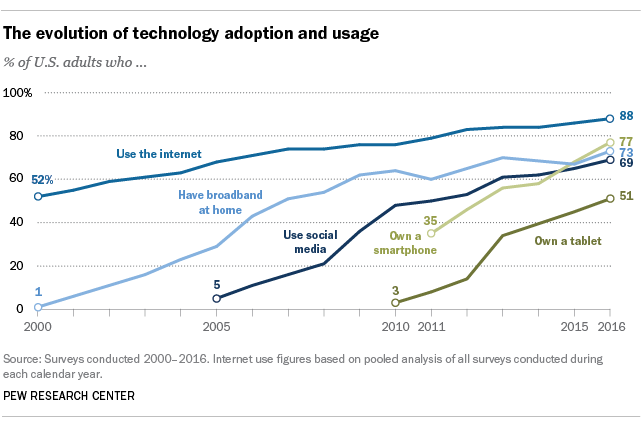 The evolution of technology adoption and usage
% of U.S. adults who ...
100%
80
60
40
20
0
52%
Use the internet
88
Have broadband
at home
1
73
Use social
media
5
69
Own a
smartphone
35
77
Own a tablet
3
51
2000
2005
2010
2011
2015
2016
Source: Surveys conducted 2000–2016. Internet use figures based on pooled analysis of all surveys conducted during
each calendar year.
PEW RESEARCH CENTER